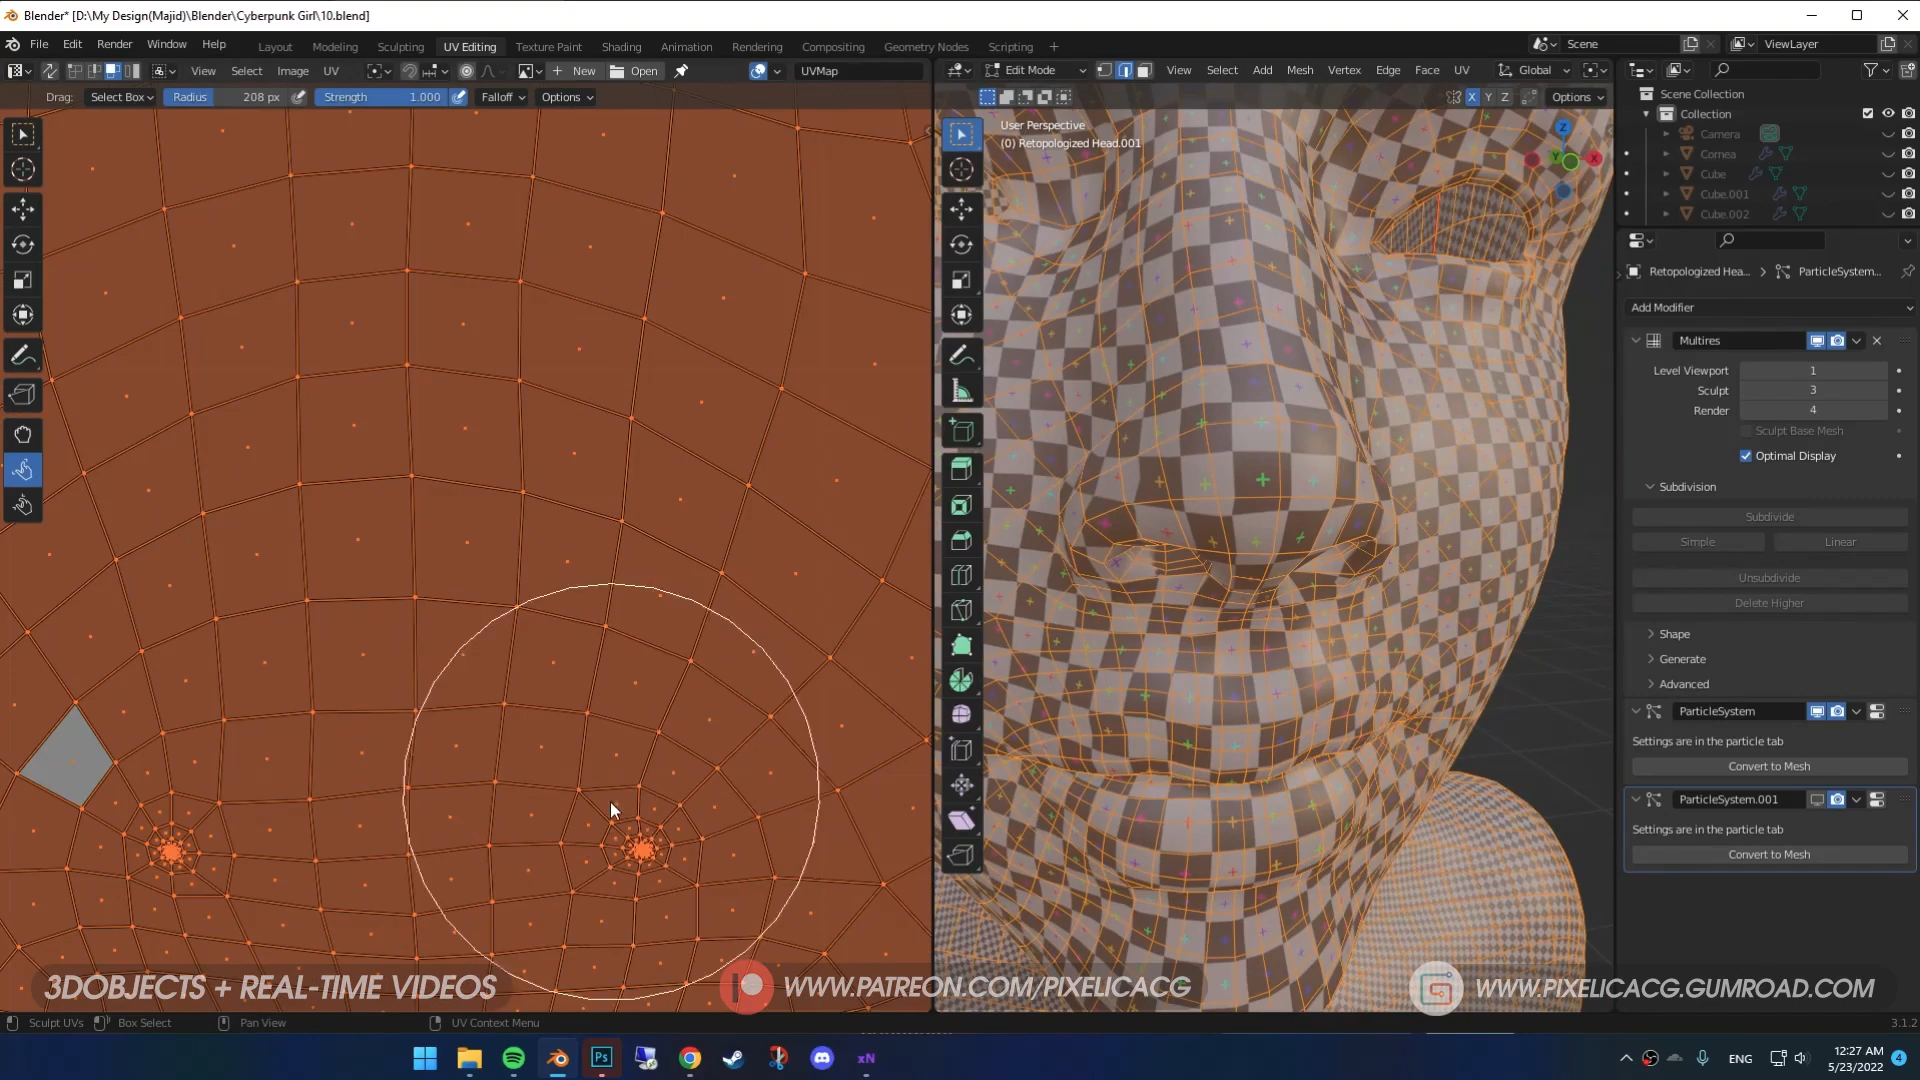 Blender* [D:\My Design(Majid)\Blender\Cyberpunk Girl\10.blend]
File Edit Render Window Help Layout Modeling Sculpting UV Editing Texture Paint Shading Animation Rendering Compositing Geometry Nodes Scripting + Scene ViewLayer
View Select Image UV New Open UVMap Edit Mode View Select Add Mesh Vertex Edge Face UV Global
Drag: Select Box Radius 208 px Strength 1.000 Falloff Options X Y Z Options
Scene Collection
Collection
Camera
Cornea
Cube
Cube.001
Cube.002
User Perspective
(0) Retopologized Head.001
Z
Y
X
Retopologized Hea... ParticleSystem...
Add Modifier
Multires
Level Viewport 1
Sculpt 3
Render 4
Sculpt Base Mesh
Optimal Display
Subdivision
Subdivide
Simple Linear
Unsubdivide
Delete Higher
Shape
Generate
Advanced
ParticleSystem
Settings are in the particle tab
Convert to Mesh
ParticleSystem.001
Settings are in the particle tab
Convert to Mesh
3DOBJECTS + REAL-TIME VIDEOS WWW.PATREON.COM/PIXELICACG WWW.PIXELICACG.GUMROAD.COM
Sculpt UVs Box Select Pan View UV Context Menu 3.1.2
Ps xN ENG 12:27 AM 4
5/23/2022